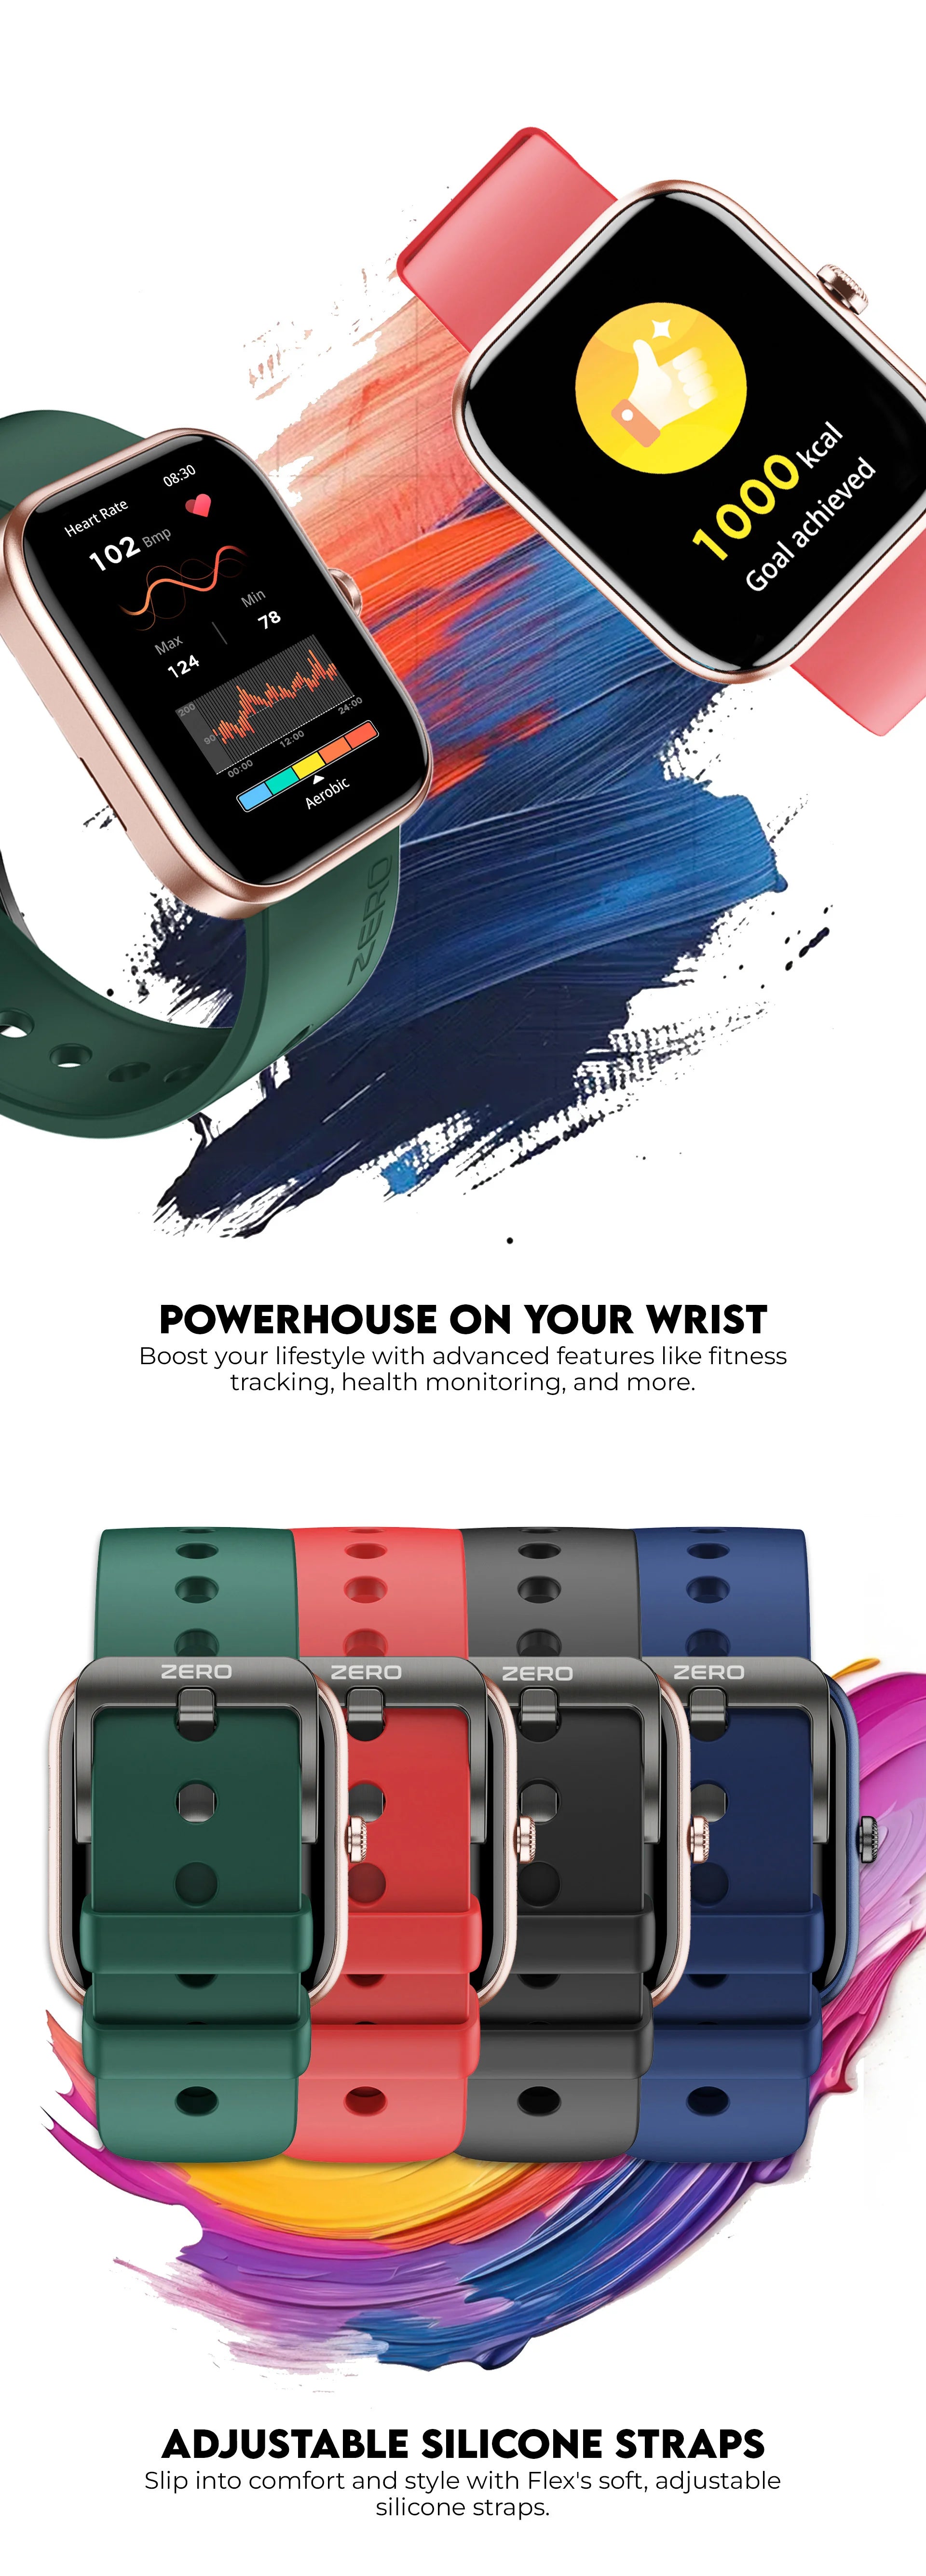 08:30
Heart Rate
102 Bmp
Max
Min
124
78
200
90
00:00
12:00
24:00
Aerobic
ZERO
1000 kcal
Goal achieved
POWERHOUSE ON YOUR WRIST
Boost your lifestyle with advanced features like fitness
tracking, health monitoring, and more.
ZERO
ZERO
ZERO
ZERO
ADJUSTABLE SILICONE STRAPS
Slip into comfort and style with Flex's soft, adjustable
silicone straps.